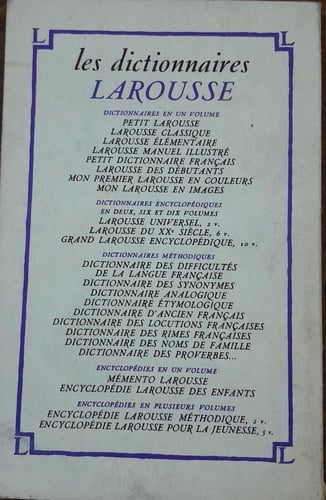 L L
les dictionnaires
LAROUSSE
DICTIONNAIRES EN UN VOLUME
PETIT LAROUSSE
LAROUSSE CLASSIQUE
LAROUSSE ÉLÉMENTAIRE
LAROUSSE MANUEL ILLUSTRÉ
PETIT DICTIONNAIRE FRANÇAIS
LAROUSSE DES DÉBUTANTS
MON PREMIER LAROUSSE EN COULEURS
MON LAROUSSE EN IMAGES
DICTIONNAIRES ENCYCLOPÉDIQUES
EN DEUX, SIX ET DIX VOLUMES
LAROUSSE UNIVERSEL, 2 v.
LAROUSSE DU XXe SIÈCLE, 6 v.
GRAND LAROUSSE ENCYCLOPÉDIQUE, 10 v.
DICTIONNAIRES MÉTHODIQUES
DICTIONNAIRE DES DIFFICULTÉS
DE LA LANGUE FRANÇAISE
DICTIONNAIRE DES SYNONYMES
DICTIONNAIRE ANALOGIQUE
DICTIONNAIRE ÉTYMOLOGIQUE
DICTIONNAIRE D'ANCIEN FRANÇAIS
DICTIONNAIRE DES LOCUTIONS FRANÇAISES
DICTIONNAIRE DES RIMES FRANÇAISES
DICTIONNAIRE DES NOMS DE FAMILLE
DICTIONNAIRE DES PROVERBES...
ENCYCLOPÉDIES EN UN VOLUME
MÉMENTO LAROUSSE
ENCYCLOPÉDIE LAROUSSE DES ENFANTS
ENCYCLOPÉDIES EN PLUSIEURS VOLUMES
ENCYCLOPÉDIE LAROUSSE MÉTHODIQUE, 2 v.
ENCYCLOPÉDIE LAROUSSE POUR LA JEUNESSE, 5 v.
L L